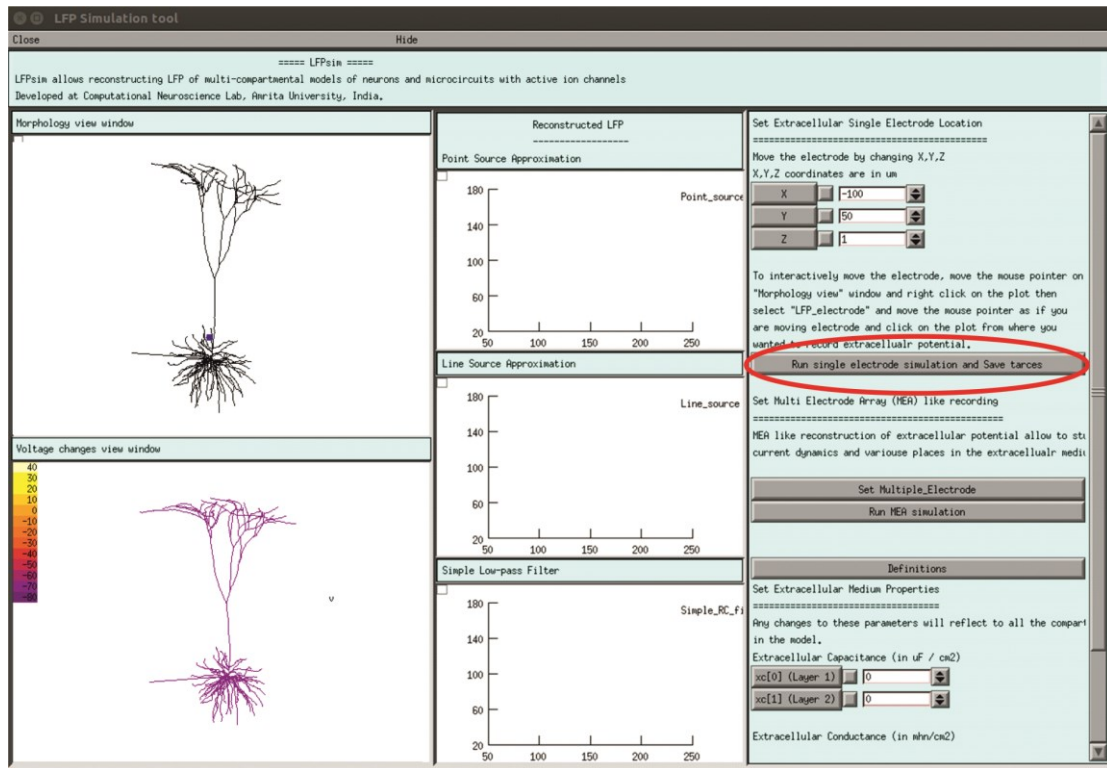 LFP Simulation tool
Close Hide
===== LFPsim =====
LFPsim allows reconstructing LFP of multi-compartmental models of neurons and microcircuits with active ion channels
Developed at Computational Neuroscience Lab, Amrita University, India.
Morphology view window
Voltage changes view window
40
30
20
10
0
-10
-20
-30
-40
-50
-60
-70
-80
v
Reconstructed LFP
------------------
Point Source Approximation
180
Point_source
140
100
60
20
Line Source Approximation
180
Line_source
140
100
60
20
50 100 150 200 250
Simple Low-pass Filter
180
Simple_RC_fi
140
100
60
20
50 100 150 200 250
Set Extracellular Single Electrode Location
===========================================
Move the electrode by changing X,Y,Z
X,Y,Z coordinates are in um
X -100
Y 50
Z 1
To interactively move the electrode, move the mouse pointer on
"Morphology view" window and right click on the plot then
select "LFP_electrode" and move the mouse pointer as if you
are moving electrode and click on the plot from where you
wanted to record extracellualr potential.
Run single electrode simulation and Save tarces
Set Multi Electrode Array (MEA) like recording
==============================================
MEA like reconstruction of extracellular potential allow to stu
current dynamics and variouse places in the extracellualr mediu
Set Multiple_Electrode
Run MEA simulation
Definitions
Set Extracellular Medium Properties
==================================
Any changes to these parameters will reflect to all the compart
in the model.
Extracellular Capacitance (in uF / cm2)
xc[0] (Layer 1) 0
xc[1] (Layer 2) 0
Extracellular Conductance (in mhn/cm2)